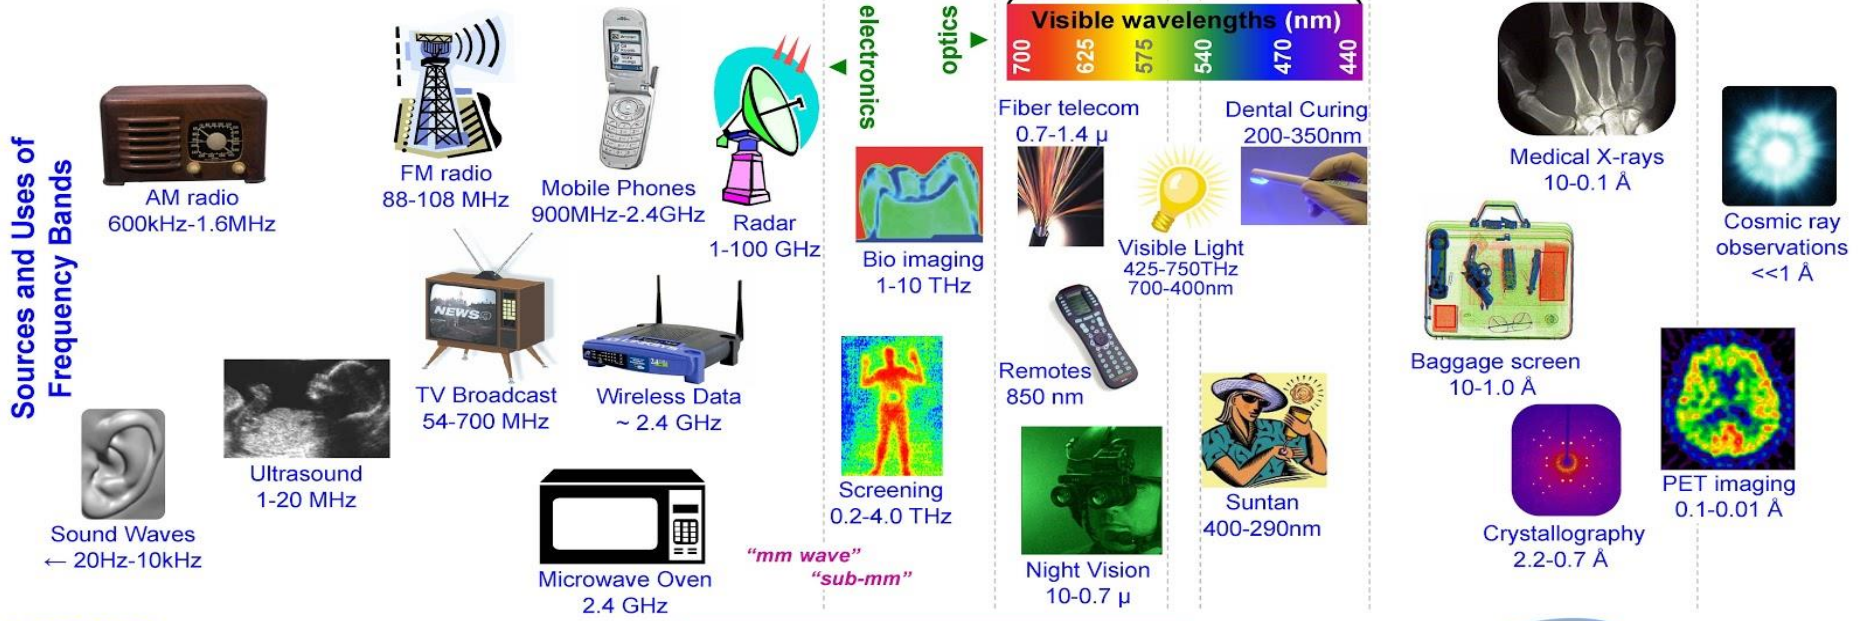 Sources and Uses of
Frequency Bands
AM radio
600kHz-1.6MHz
FM radio
88-108 MHz
Mobile Phones
900MHz-2.4GHz
Radar
1-100 GHz
electronics
optics
Visible wavelengths (nm)
700
625
575
540
470
440
Fiber telecom
0.7-1.4 µ
Dental Curing
200-350nm
Medical X-rays
10-0.1 Å
Cosmic ray
observations
<<1 Å
Bio imaging
1-10 THz
Visible Light
425-750THz
700-400nm
NEWS
TV Broadcast
54-700 MHz
Wireless Data
~ 2.4 GHz
Remotes
850 nm
Baggage screen
10-1.0 Å
Ultrasound
1-20 MHz
Screening
0.2-4.0 THz
Suntan
400-290nm
PET imaging
0.1-0.01 Å
Sound Waves
← 20Hz-10kHz
Crystallography
2.2-0.7 Å
Microwave Oven
2.4 GHz
"mm wave"
"sub-mm"
Night Vision
10-0.7 µ